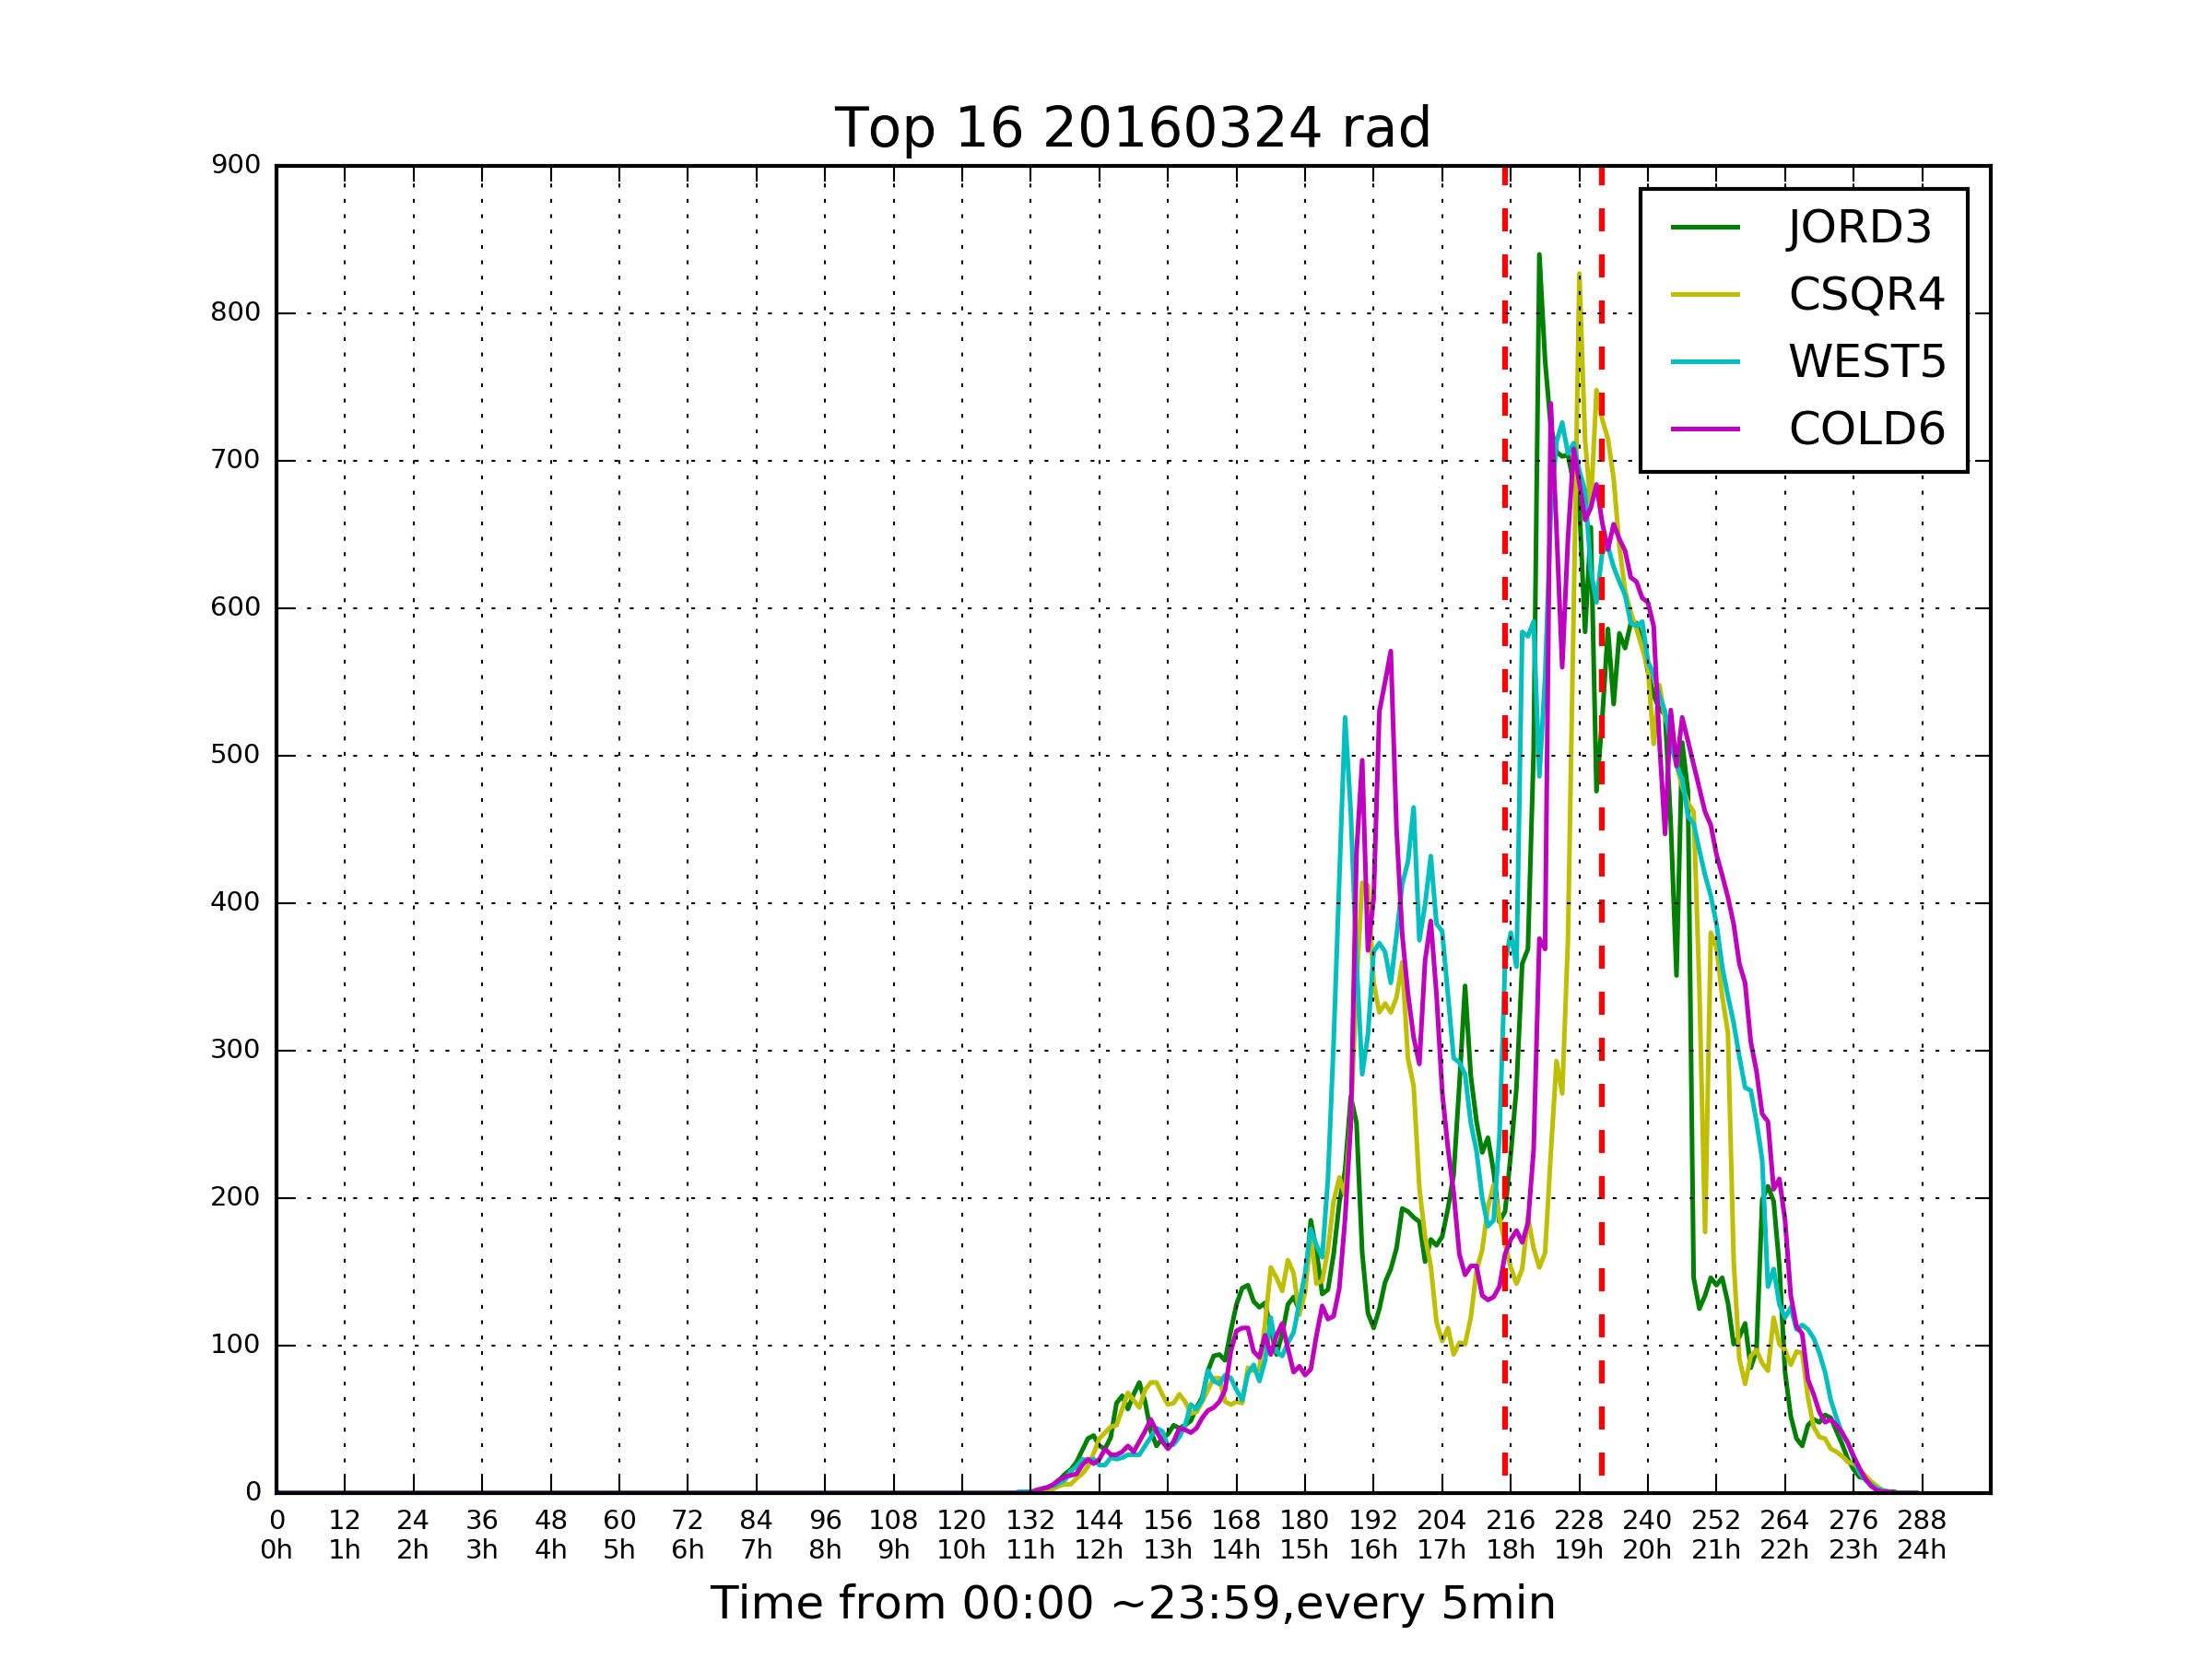 Top 16 20160324 rad
900
800
700
600
500
400
300
200
100
0
JORD3
CSQR4
WEST5
COLD6
0 12 24 36 48 60 72 84 96 108 120 132 144 156 168 180 192 204 216 228 240 252 264 276 288
0h 1h 2h 3h 4h 5h 6h 7h 8h 9h 10h 11h 12h 13h 14h 15h 16h 17h 18h 19h 20h 21h 22h 23h 24h
Time from 00:00 ~23:59,every 5min